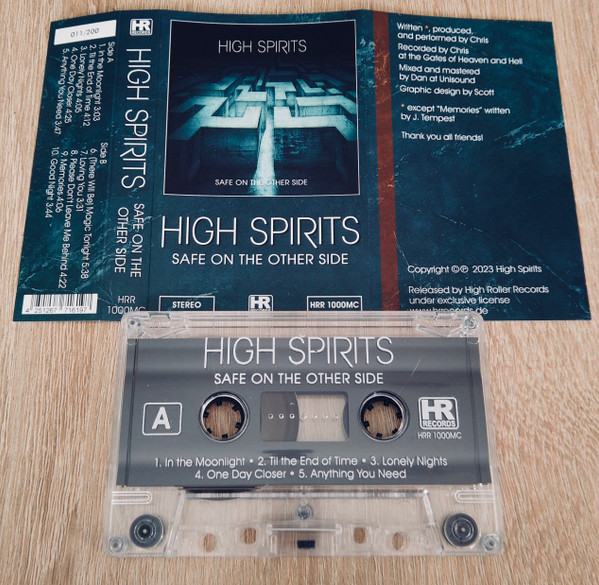 011/200
Side A
1. In the Moonlight 3:03
2. Til the End of Time 4:12
3. Lonely Nights 4:05
4. One Day Closer 4:25
5. Anything You Need 3:47
Side B
6. (There Will Be) Magic Tonight 5:38
7. Loving You 3:31
8. Please Don't Leave Me Behind 4:22
9. Memories 4:06
10. Good Night 3:44
4 251267 716197
HR
RECORDS
HIGH SPIRITS · SAFE ON THE
OTHER SIDE
HRR
1000MC
HIGH SPIRITS
SAFE ON THE OTHER SIDE
HIGH SPIRITS
SAFE ON THE OTHER SIDE
STEREO
HR
RECORDS
HRR 1000MC
Written *, produced,
and performed by Chris
Recorded by Chris
at the Gates of Heaven and Hell
Mixed and mastered
by Dan at Unisound
Graphic design by Scott
* except "Memories" written
by J. Tempest
Thank you all friends!
Copyright ©℗ 2023 High Spirits
Released by High Roller Records
under exclusive license
www.hrrecords.de
HIGH SPIRITS
SAFE ON THE OTHER SIDE
A
HR
RECORDS
HRR 1000MC
1. In the Moonlight • 2. Til the End of Time • 3. Lonely Nights
4. One Day Closer • 5. Anything You Need